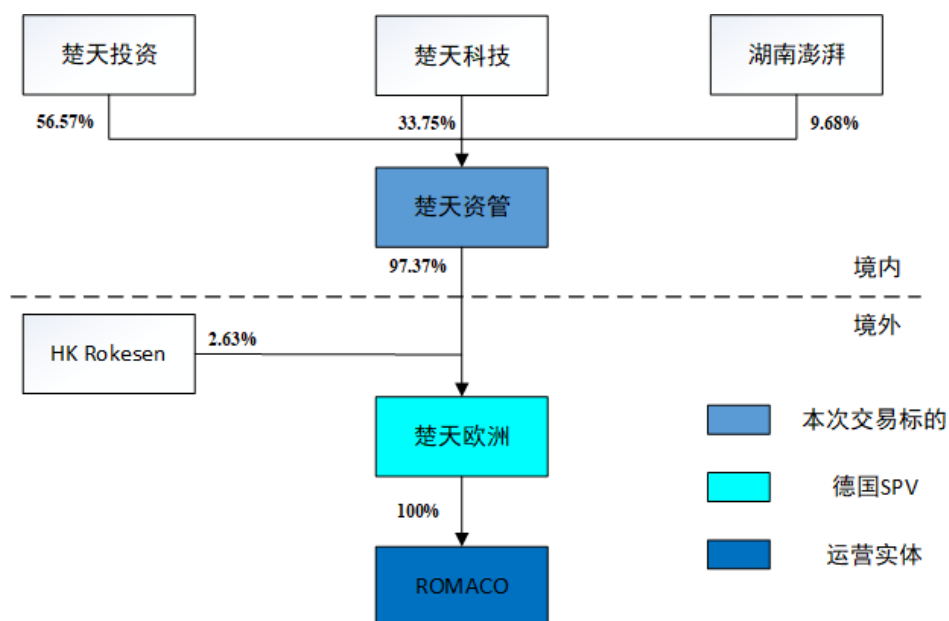 楚天投资
楚天科技
湖南澎湃
56.57%
33.75%
9.68%
楚天资管
97.37%
境内
境外
HK Rokesen
2.63%
楚天欧洲
本次交易标的
德国SPV
100%
运营实体
ROMACO